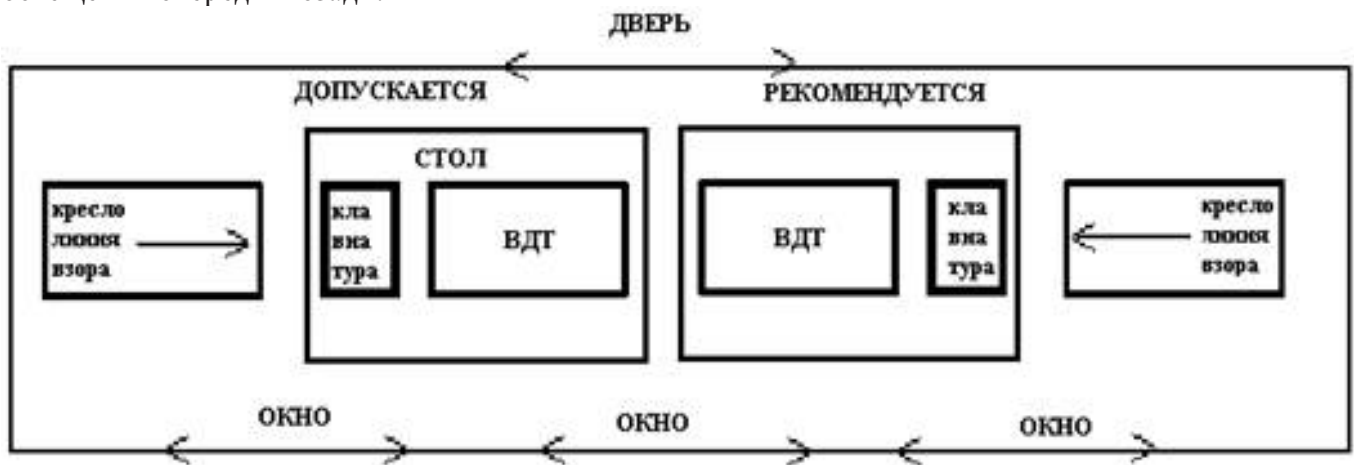 ДВЕРЬ
ДОПУСКАЕТСЯ
РЕКОМЕНДУЕТСЯ
СТОЛ
кресло
линия
взора
кла
виа
тура
ВДТ
ВДТ
кла
виа
тура
кресло
линия
взора
ОКНО
ОКНО
ОКНО